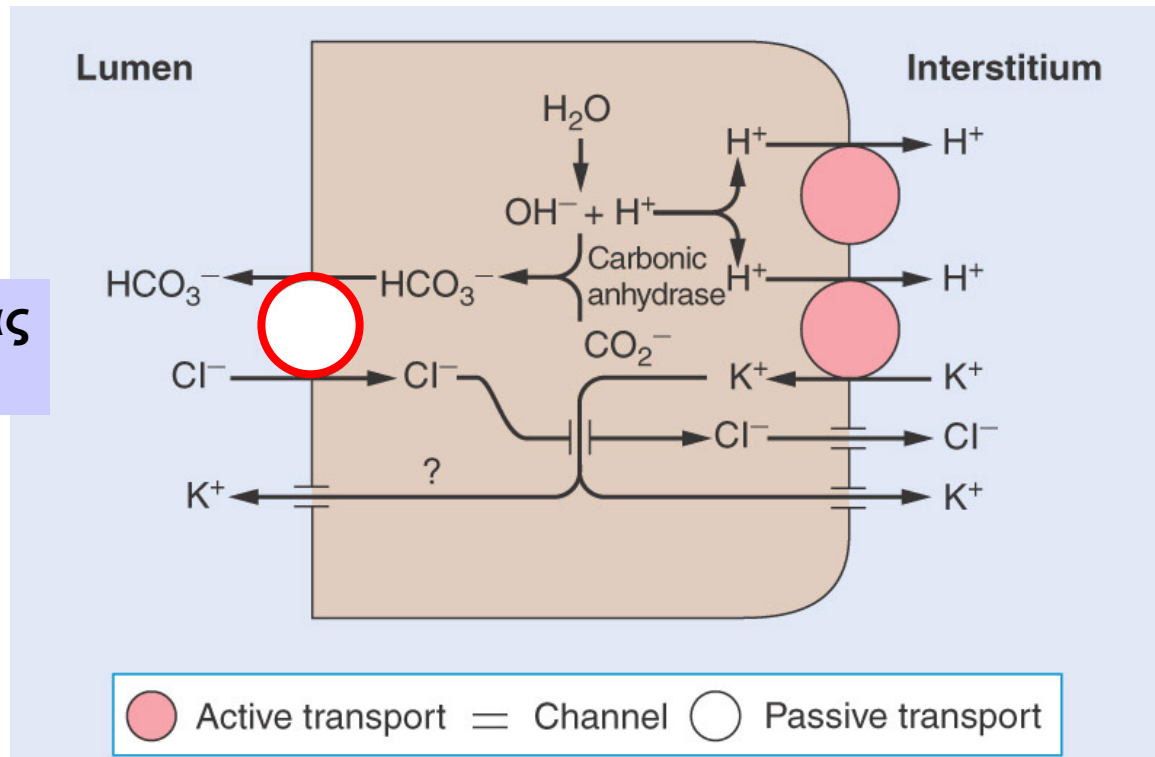 Lumen
Interstitium
H₂O
H⁺ H⁺
OH⁻ + H⁺
HCO₃⁻ HCO₃⁻ Carbonic H⁺ H⁺
anhydrase
CO₂⁻
Cl⁻ Cl⁻ K⁺ K⁺
Cl⁻ Cl⁻
?
K⁺ K⁺
Active transport = Channel Passive transport